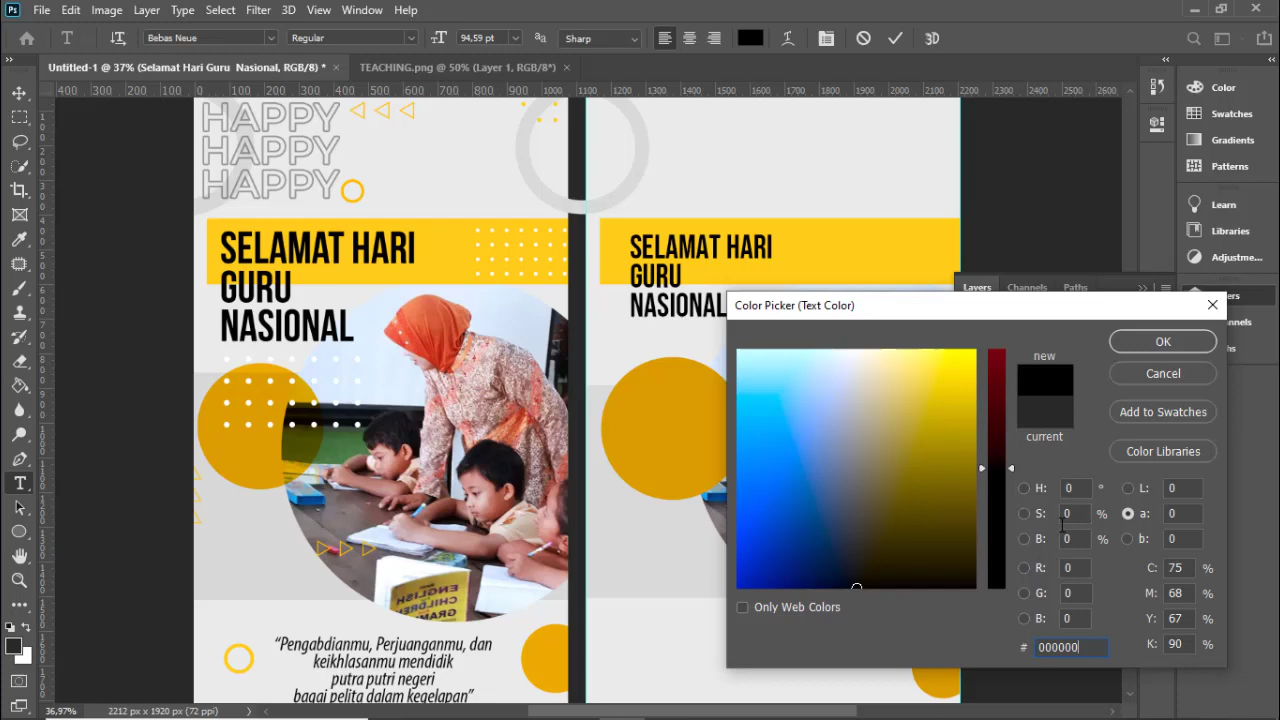 Ps File Edit Image Layer Type Select Filter 3D View Window Help
T Bebas Neue Regular 94,59 pt aa Sharp 3D
Untitled-1 @ 37% (Selamat Hari Guru Nasional, RGB/8) * × TEACHING.png @ 50% (Layer 1, RGB/8*) ×
400 300 200 100 0 100 200 300 400 500 600 700 800 900 1000 1100 1200 1300 1400 1500 1600 1700 1800 1900 2000 2100 2200 2300 2400 2500 2600
HAPPY
HAPPY
HAPPY
SELAMAT HARI
GURU
NASIONAL
ENGLISH
CHILDREN
GRAM
“Pengabdianmu, Perjuanganmu, dan
keikhlasanmu mendidik
putra putri negeri
bagai pelita dalam kegelapan”
SELAMAT HARI
GURU
NASIONAL
Color
Swatches
Gradients
Patterns
Learn
Libraries
Adjustme...
Layers Channels Paths
Color Picker (Text Color)
new
current
OK
Cancel
Add to Swatches
Color Libraries
H: 0 ° L: 0
S: 0 % a: 0
B: 0 % b: 0
R: 0 C: 75 %
G: 0 M: 68 %
B: 0 Y: 67 %
# 000000 K: 90 %
Only Web Colors
36,97% 2212 px x 1920 px (72 ppi)